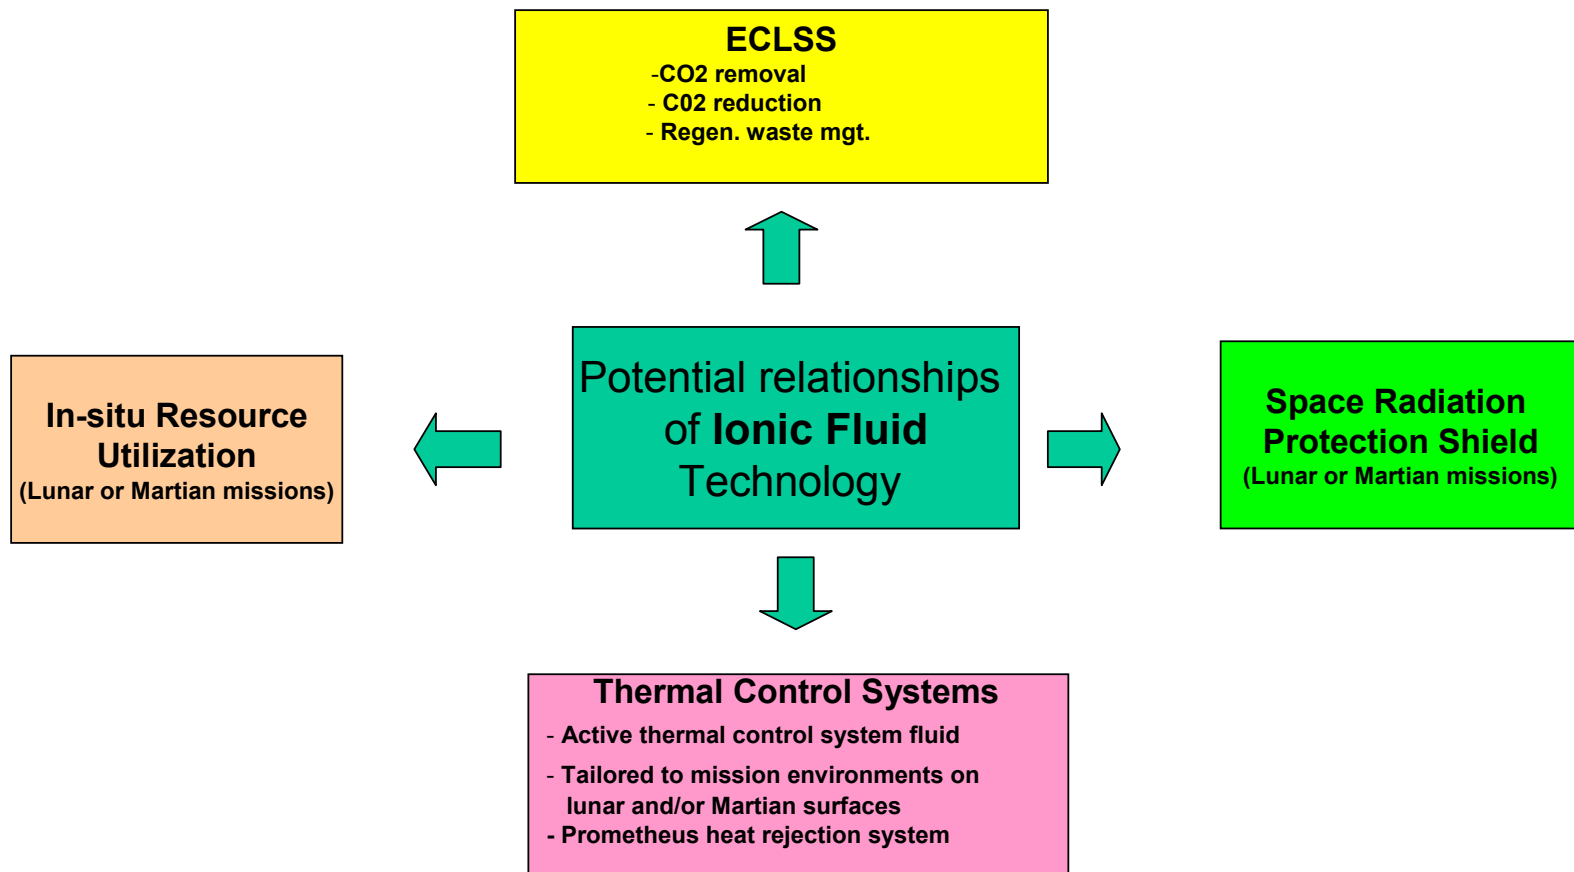 ECLSS
-CO2 removal
- C02 reduction
- Regen. waste mgt.
In-situ Resource
Utilization
(Lunar or Martian missions)
Potential relationships
of Ionic Fluid
Technology
Space Radiation
Protection Shield
(Lunar or Martian missions)
Thermal Control Systems
- Active thermal control system fluid
- Tailored to mission environments on
lunar and/or Martian surfaces
- Prometheus heat rejection system